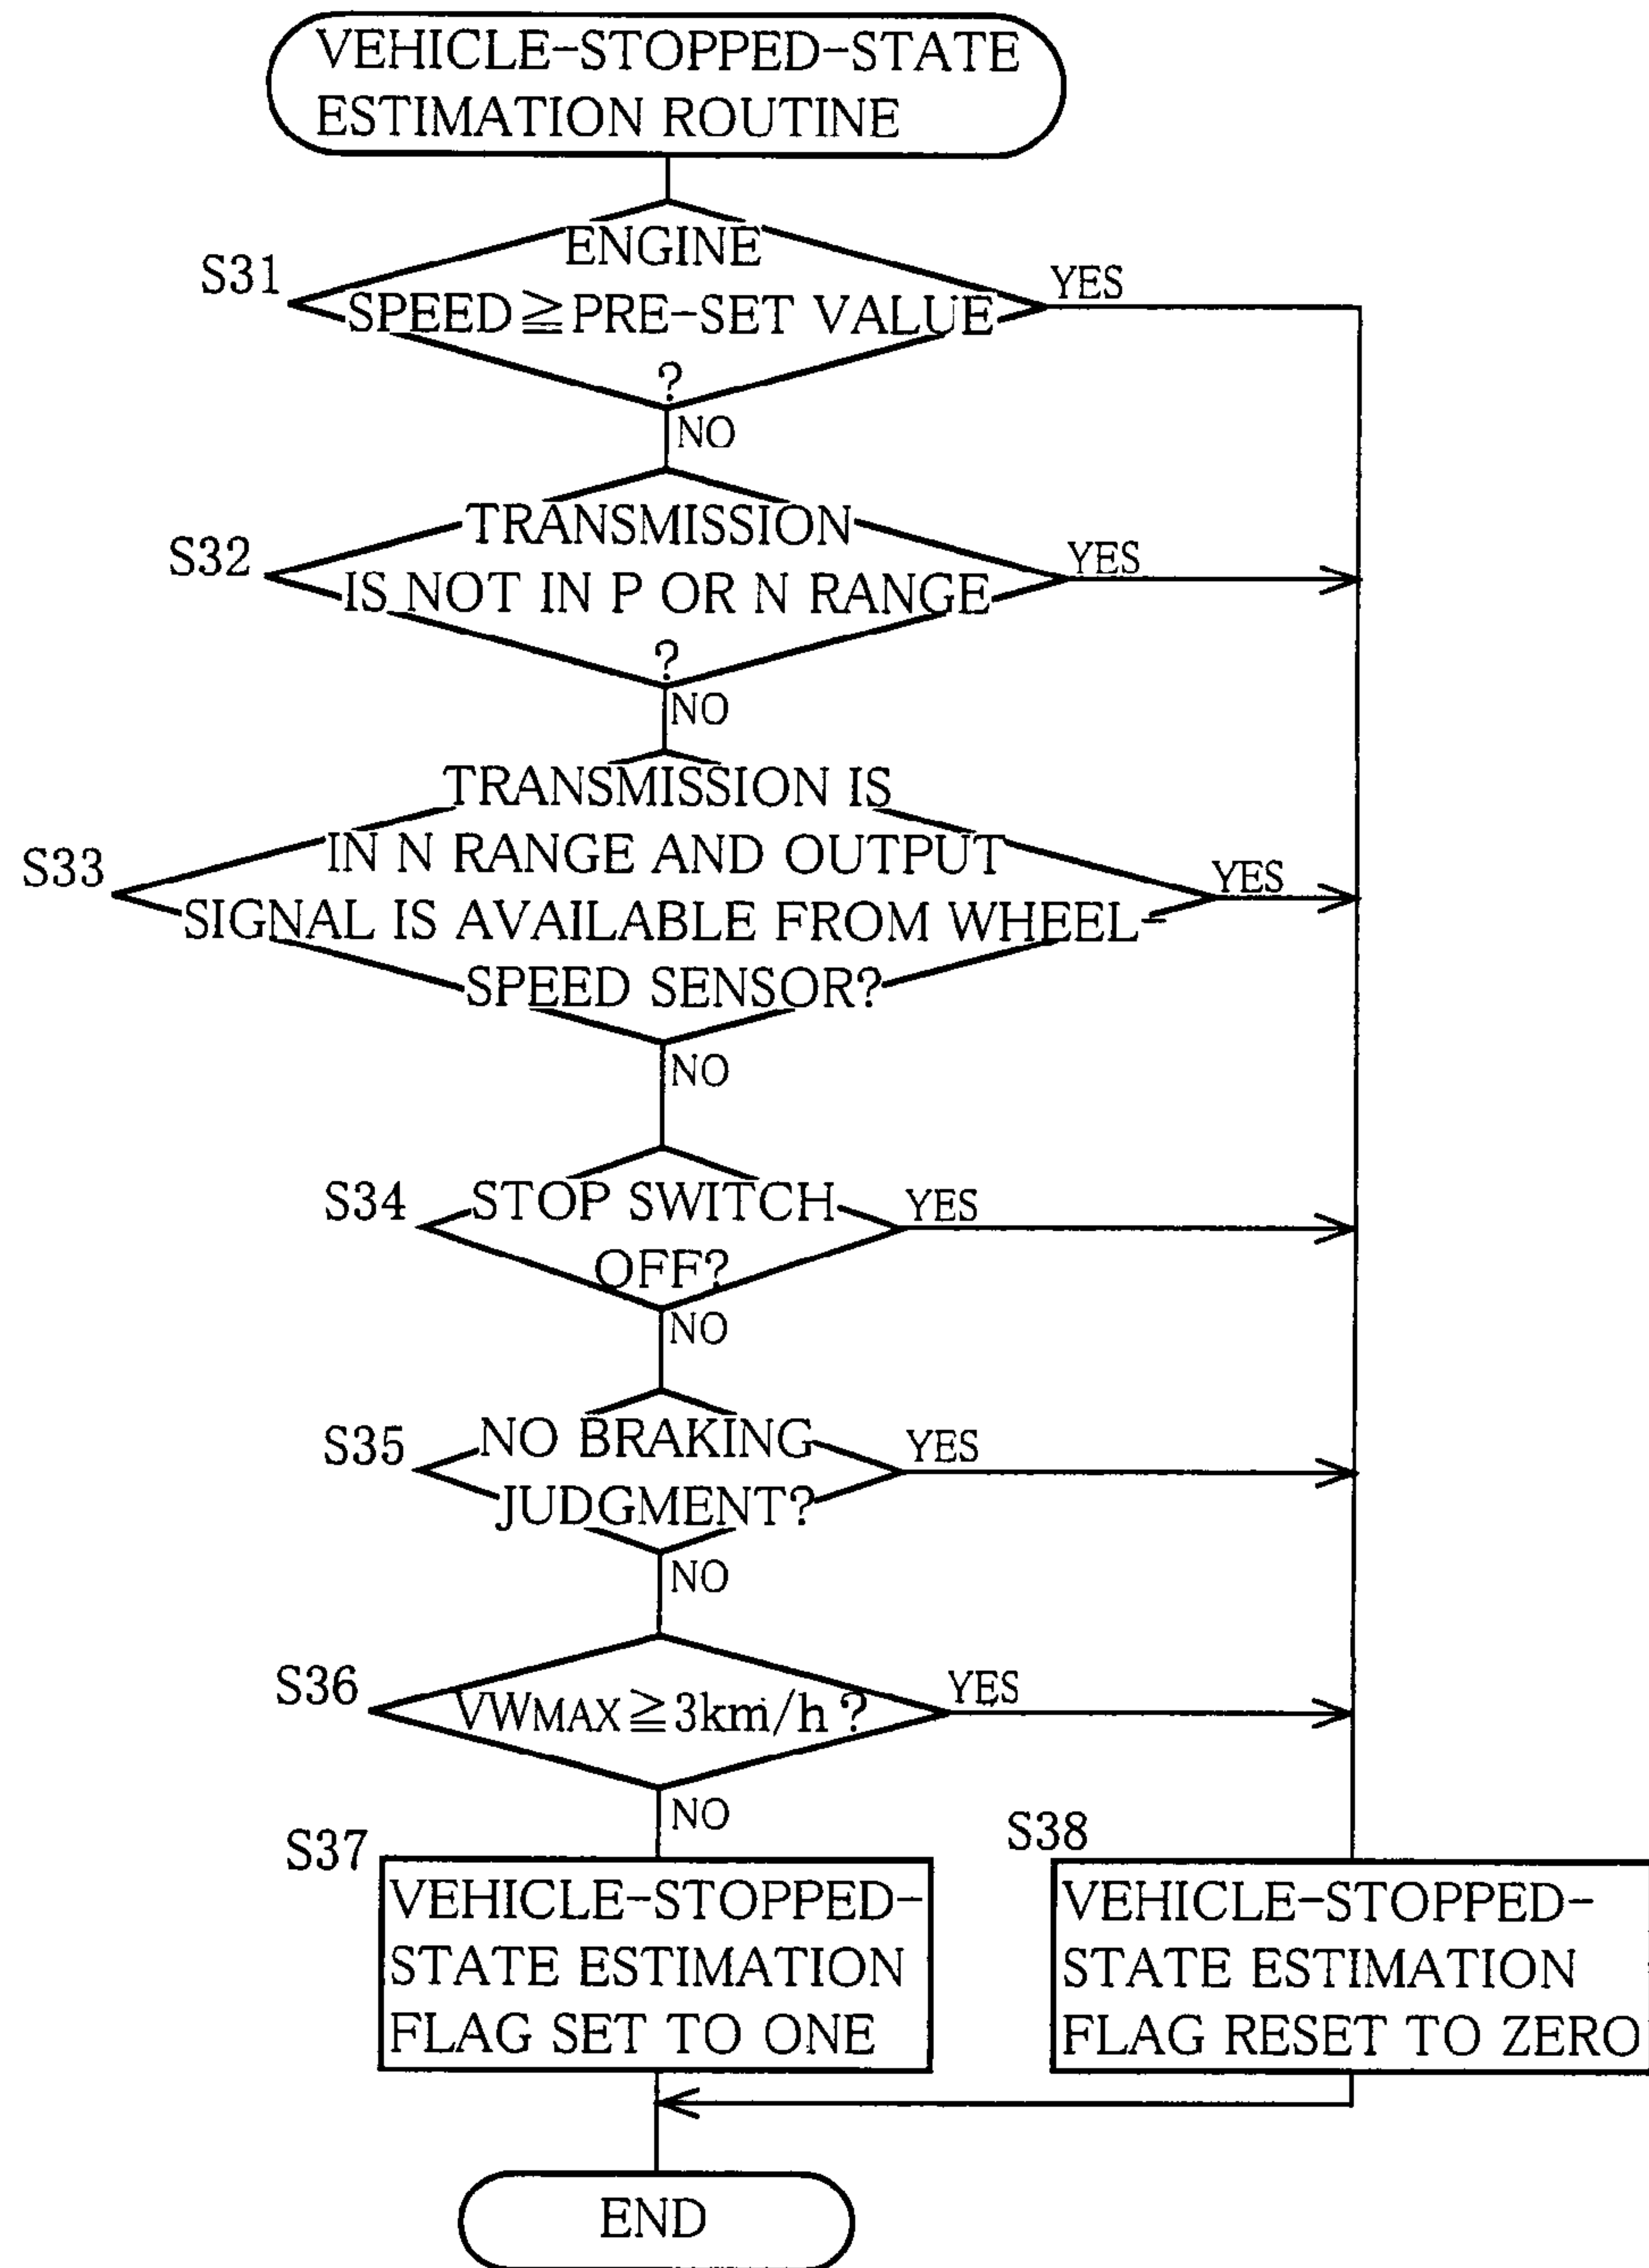 VEHICLE-STOPPED-STATE
ESTIMATION ROUTINE
S31
ENGINE
SPEED≧PRE-SET VALUE
?
YES
NO
S32
TRANSMISSION
IS NOT IN P OR N RANGE
?
YES
NO
S33
TRANSMISSION IS
IN N RANGE AND OUTPUT
SIGNAL IS AVAILABLE FROM WHEEL-
SPEED SENSOR?
YES
NO
S34
STOP SWITCH
OFF?
YES
NO
S35
NO BRAKING
JUDGMENT?
YES
NO
S36
VWMAX≧3km/h?
YES
NO
S37
VEHICLE-STOPPED-
STATE ESTIMATION
FLAG SET TO ONE
S38
VEHICLE-STOPPED-
STATE ESTIMATION
FLAG RESET TO ZERO
END